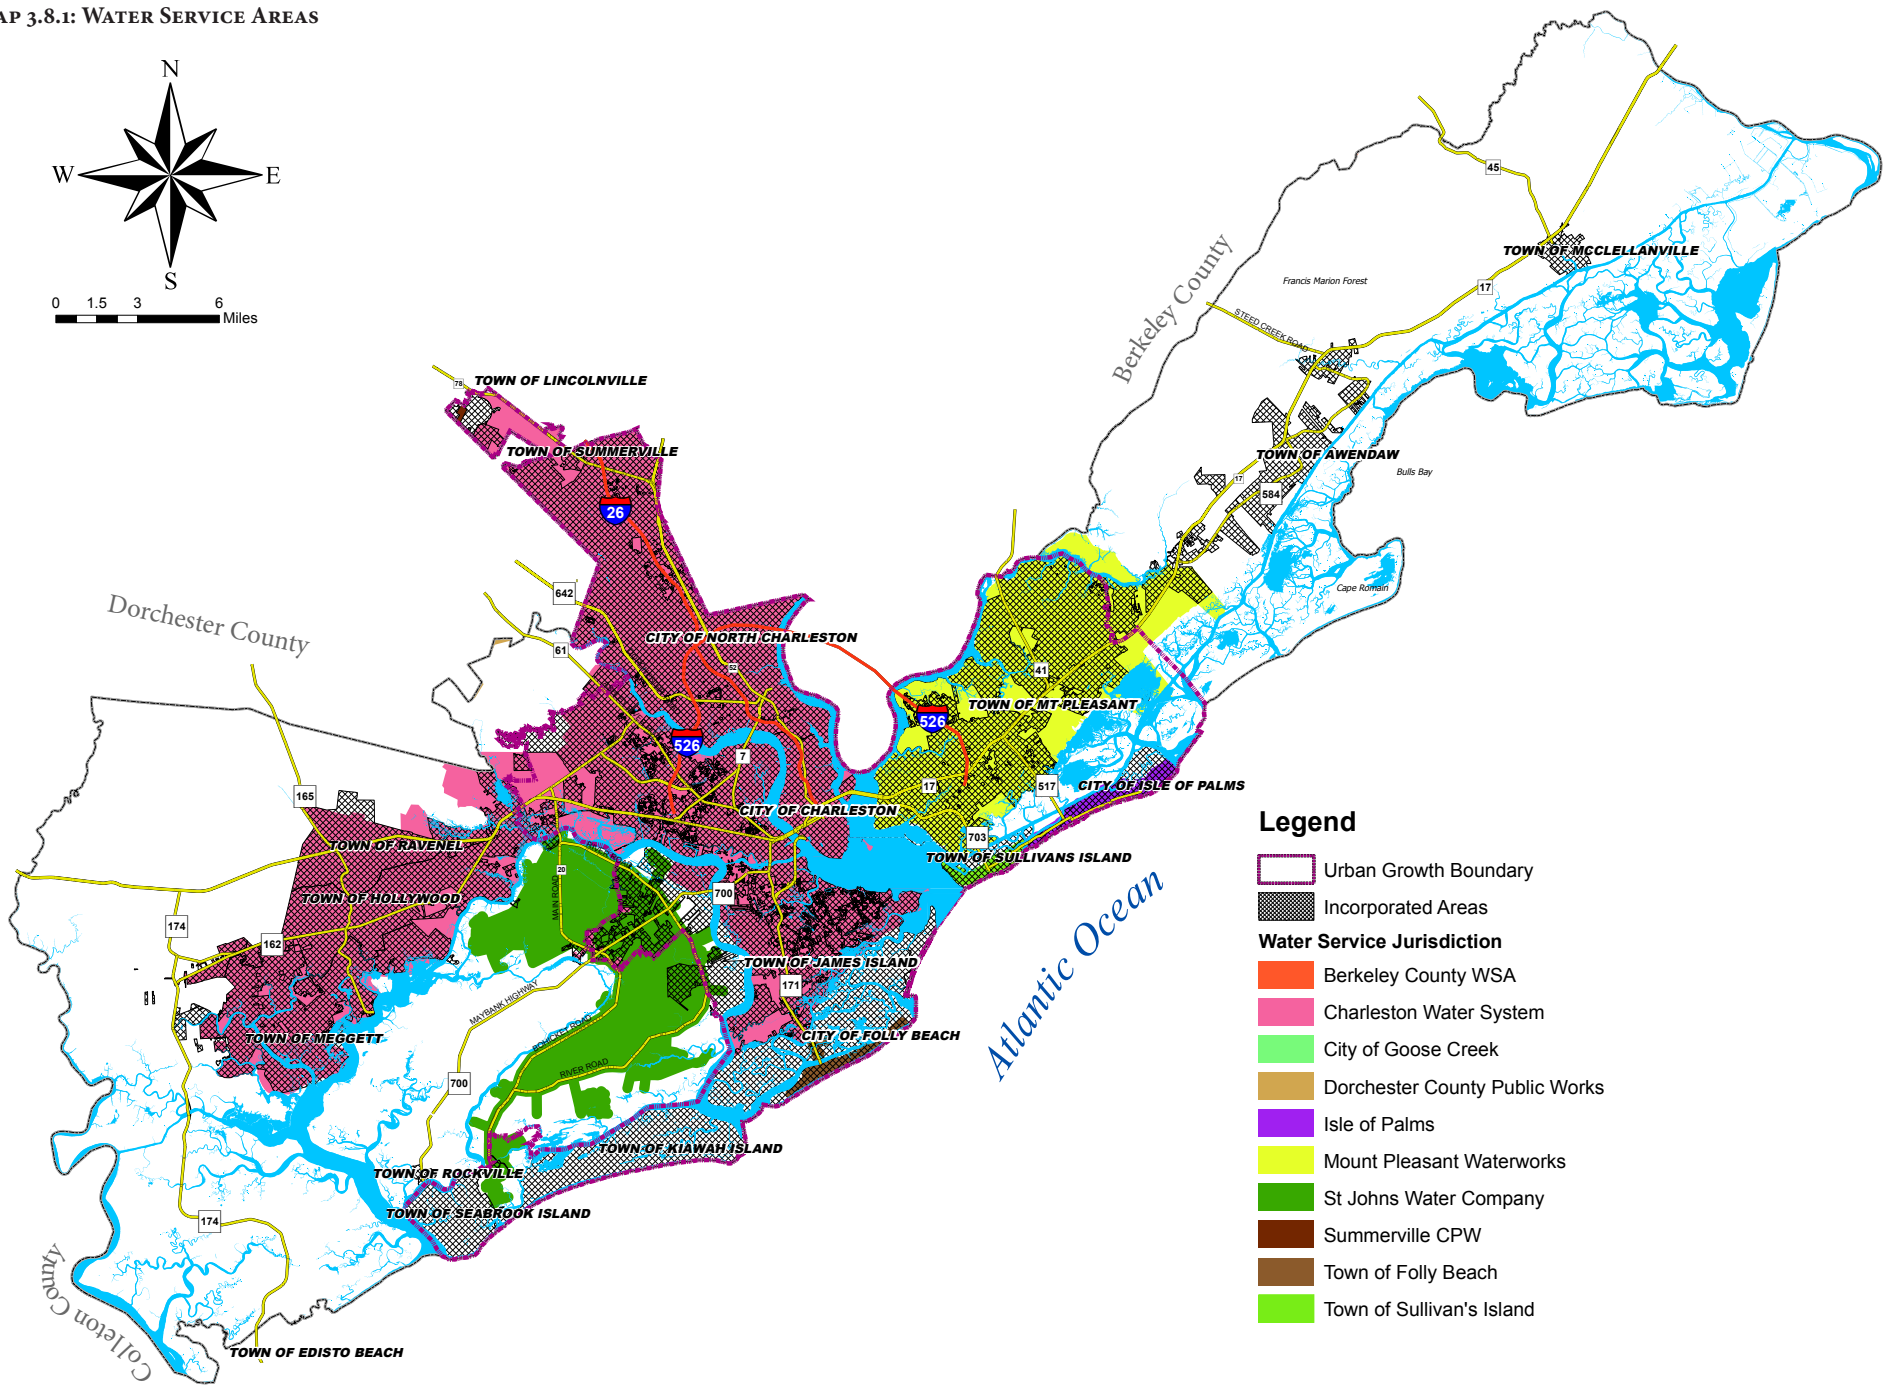 AP 3.8.1: WATER SERVICE AREAS
N
W E
S
0 1.5 3 6
Miles
Berkeley County
Francis Marion Forest
STEED CREEK ROAD
45
TOWN OF MCCLELLANVILLE
17
TOWN OF AWENDAW
Bulls Bay
17
584
Cape Romain
78
TOWN OF LINCOLNVILLE
TOWN OF SUMMERVILLE
26
642
Dorchester County
61
CITY OF NORTH CHARLESTON
52
41
TOWN OF MT PLEASANT
526
526
7
17
517
CITY OF ISLE OF PALMS
165
CITY OF CHARLESTON
703
TOWN OF RAVENEL
TOWN OF SULLIVANS ISLAND
20
MAIN ROAD
700
TOWN OF HOLLYWOOD
174
162
TOWN OF JAMES ISLAND
171
MAYBANK HIGHWAY
BOHICKET ROAD
RIVER ROAD
TOWN OF MEGGETT
CITY OF FOLLY BEACH
Atlantic Ocean
700
TOWN OF KIAWAH ISLAND
TOWN OF ROCKVILLE
TOWN OF SEABROOK ISLAND
174
Colleton County
TOWN OF EDISTO BEACH
Legend
Urban Growth Boundary
Incorporated Areas
Water Service Jurisdiction
Berkeley County WSA
Charleston Water System
City of Goose Creek
Dorchester County Public Works
Isle of Palms
Mount Pleasant Waterworks
St Johns Water Company
Summerville CPW
Town of Folly Beach
Town of Sullivan's Island